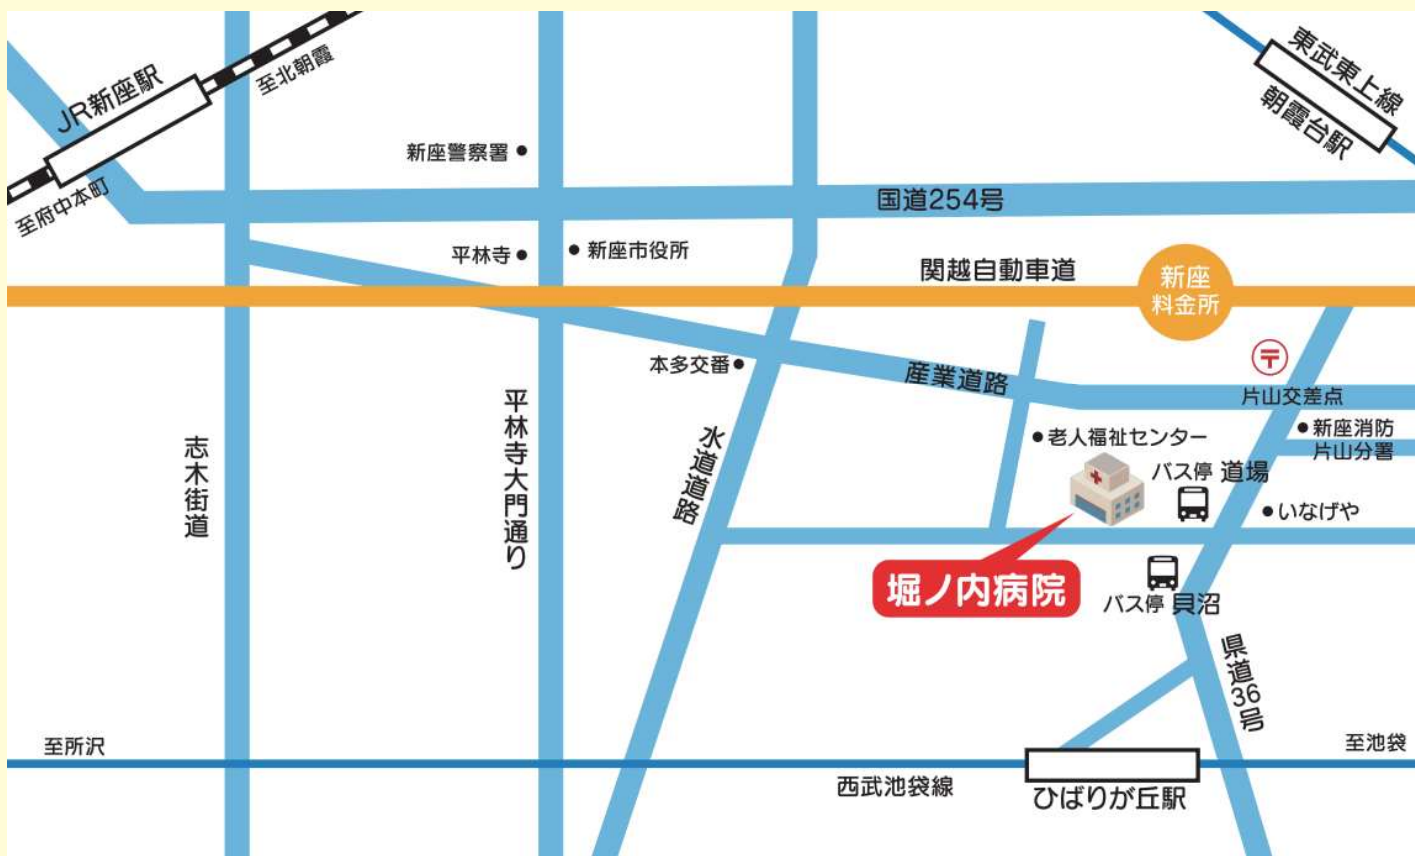 JR新座駅
至北朝霞
至府中本町
東武東上線
朝霞台駅
新座警察署
国道254号
平林寺
新座市役所
関越自動車道
新座
料金所
本多交番
産業道路
〒
片山交差点
志木街道
平林寺大門通り
水道道路
老人福祉センター
新座消防
片山分署
バス停 道場
いなげや
堀ノ内病院
バス停 貝沼
県道36号
至所沢
西武池袋線
ひばりが丘駅
至池袋